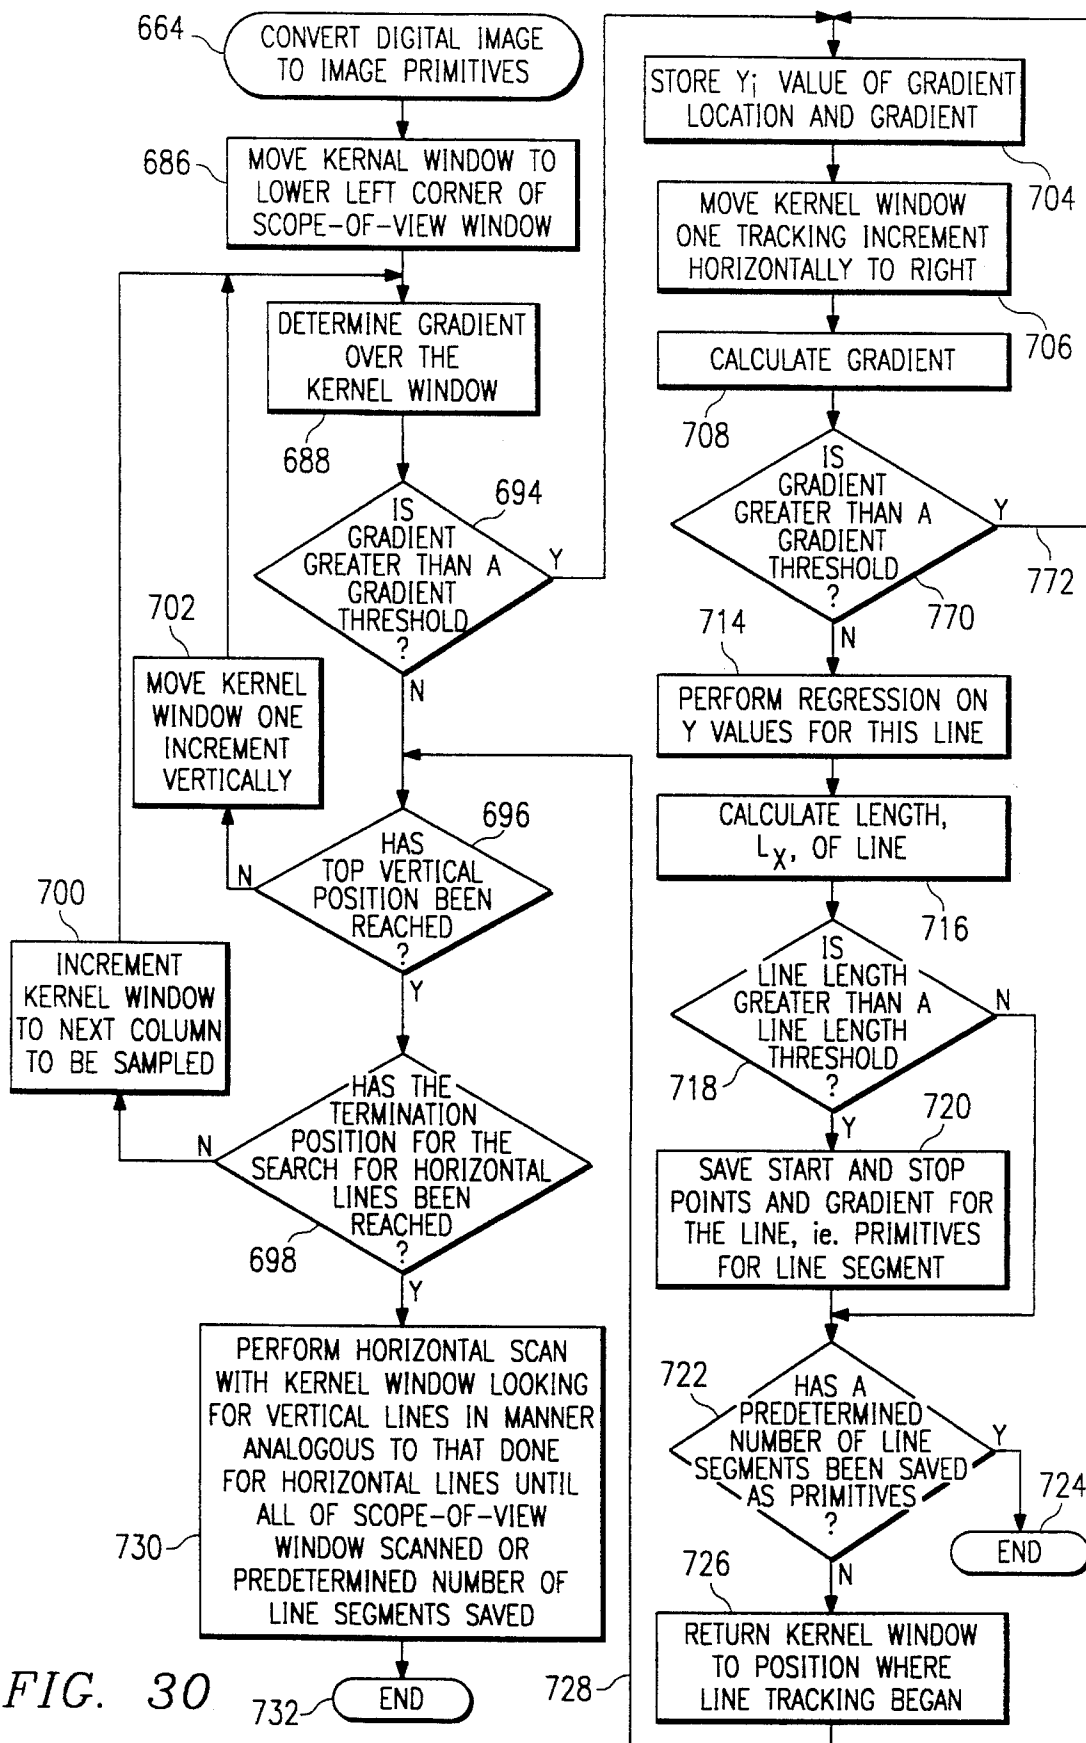 664
CONVERT DIGITAL IMAGE
TO IMAGE PRIMITIVES
686
MOVE KERNAL WINDOW TO
LOWER LEFT CORNER OF
SCOPE-OF-VIEW WINDOW
DETERMINE GRADIENT
OVER THE
KERNEL WINDOW
688
694
IS
GRADIENT
GREATER THAN A
GRADIENT
THRESHOLD
?
Y
N
702
MOVE KERNEL
WINDOW ONE
INCREMENT
VERTICALLY
696
HAS
TOP VERTICAL
POSITION BEEN
REACHED
?
N
Y
700
INCREMENT
KERNEL WINDOW
TO NEXT COLUMN
TO BE SAMPLED
HAS THE
TERMINATION
POSITION FOR THE
SEARCH FOR HORIZONTAL
LINES BEEN
REACHED
?
N
698
Y
PERFORM HORIZONTAL SCAN
WITH KERNEL WINDOW LOOKING
FOR VERTICAL LINES IN MANNER
ANALOGOUS TO THAT DONE
FOR HORIZONTAL LINES UNTIL
ALL OF SCOPE-OF-VIEW
WINDOW SCANNED OR
PREDETERMINED NUMBER OF
LINE SEGMENTS SAVED
730
END
732
FIG. 30
STORE Yi VALUE OF GRADIENT
LOCATION AND GRADIENT
704
MOVE KERNEL WINDOW
ONE TRACKING INCREMENT
HORIZONTALLY TO RIGHT
706
CALCULATE GRADIENT
708
IS
GRADIENT
GREATER THAN A
GRADIENT
THRESHOLD
?
Y
772
770
N
714
PERFORM REGRESSION ON
Y VALUES FOR THIS LINE
CALCULATE LENGTH,
LX, OF LINE
716
IS
LINE LENGTH
GREATER THAN A
LINE LENGTH
THRESHOLD
?
N
718
Y
720
SAVE START AND STOP
POINTS AND GRADIENT FOR
THE LINE, ie. PRIMITIVES
FOR LINE SEGMENT
722
HAS A
PREDETERMINED
NUMBER OF LINE
SEGMENTS BEEN SAVED
AS PRIMITIVES
?
Y
724
END
N
726
RETURN KERNEL WINDOW
TO POSITION WHERE
LINE TRACKING BEGAN
728